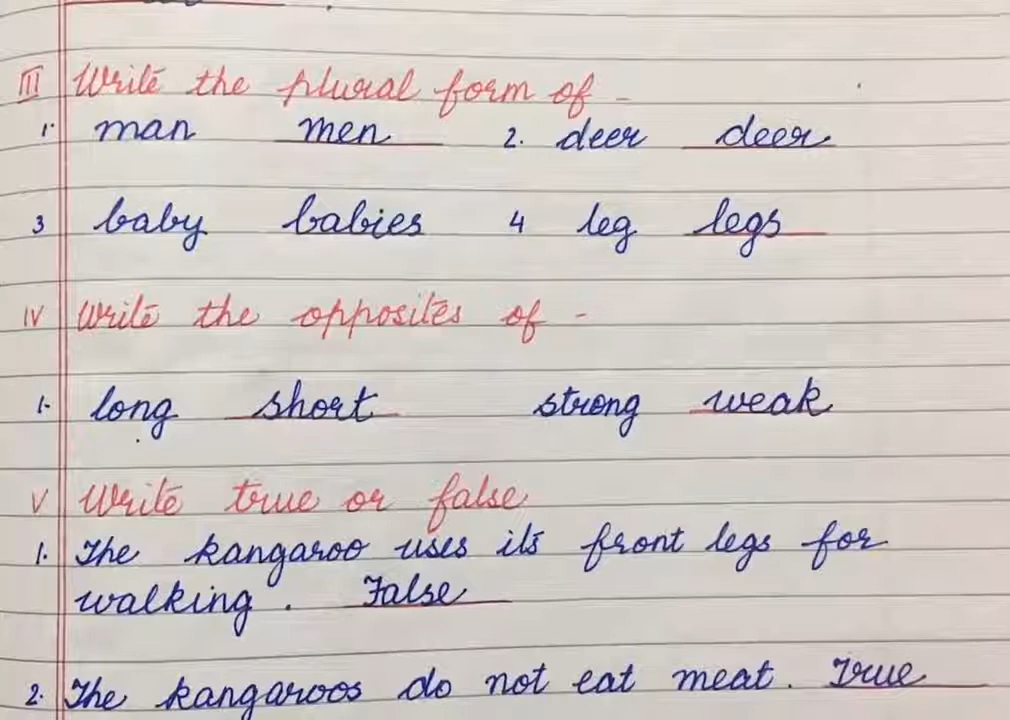 III Write the plural form of -
1. man men 2. deer deer
3 baby babies 4 leg legs
IV Write the opposites of -
1. long short strong weak
V Write true or false
1. The kangaroo uses its front legs for
walking. False
2. The kangaroos do not eat meat. True